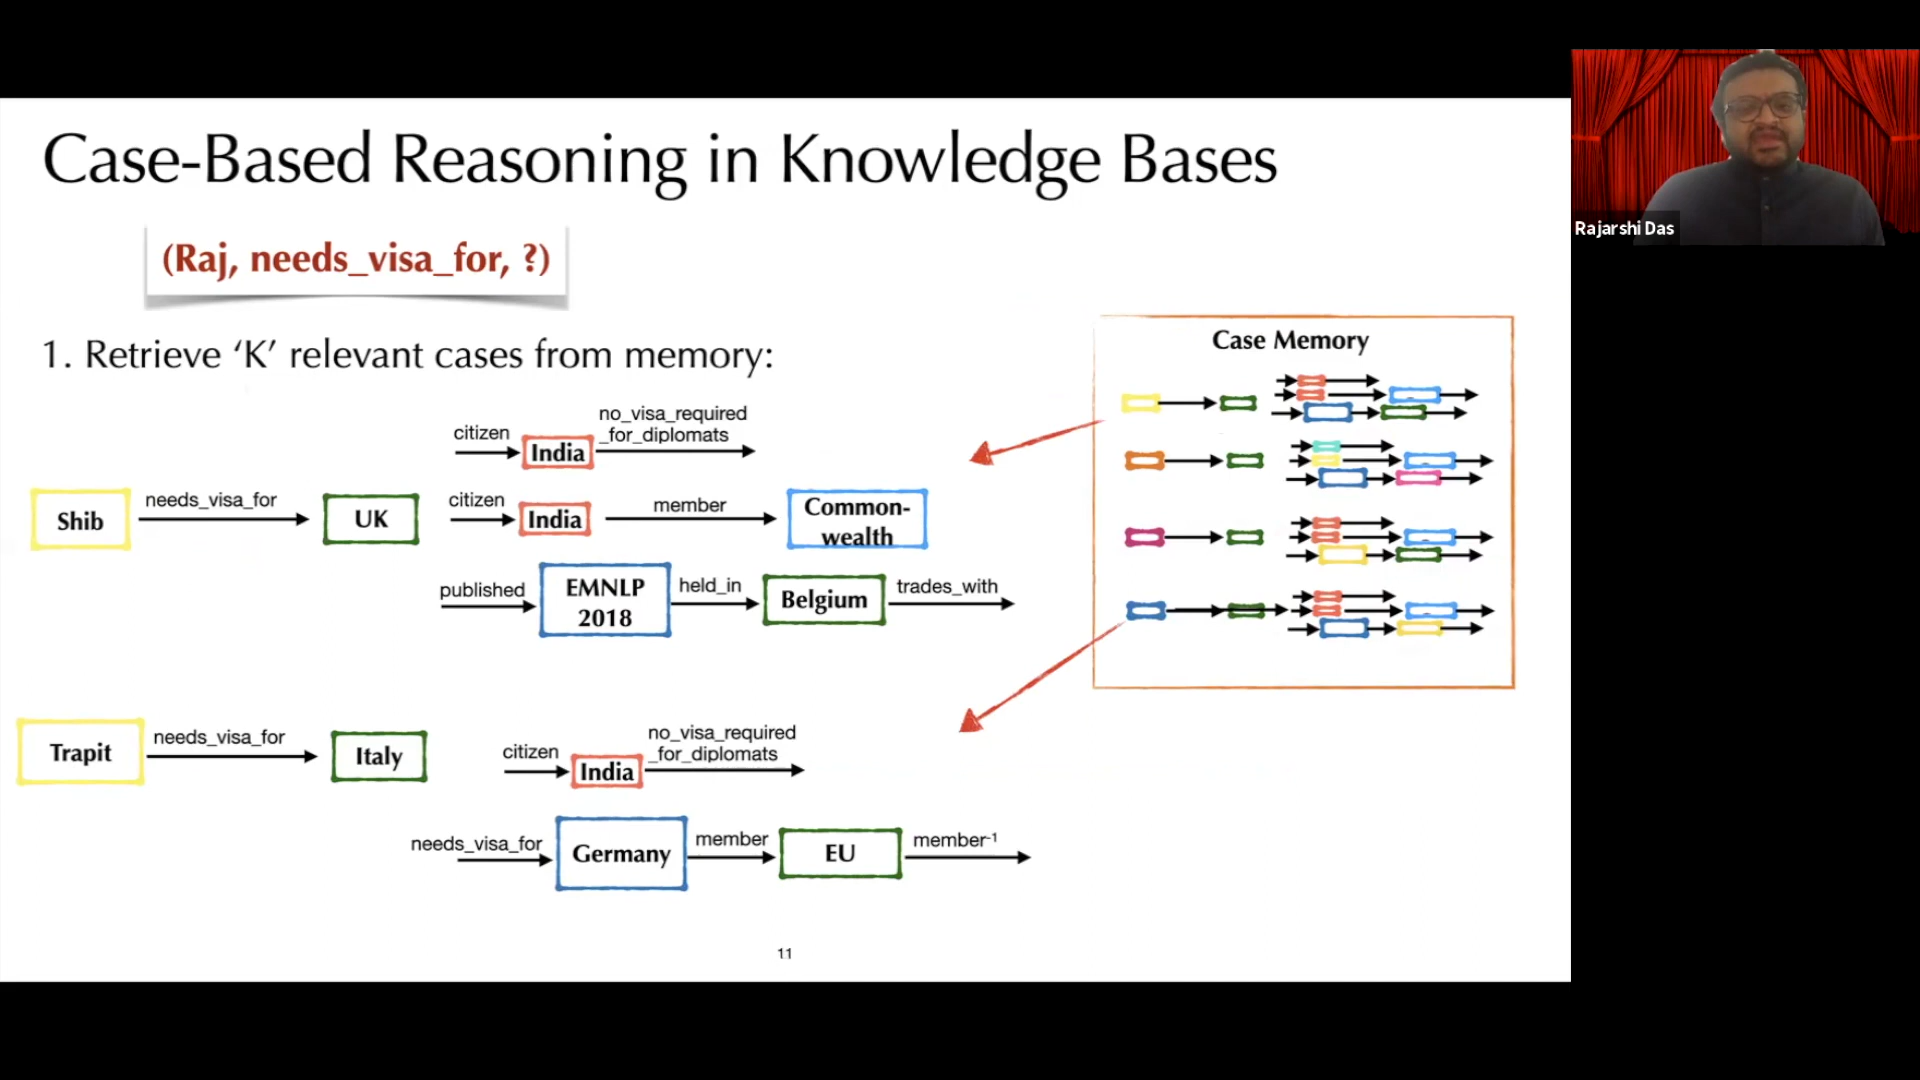 Case-Based Reasoning in Knowledge Bases
(Raj, needs_visa_for, ?)
1. Retrieve ‘K’ relevant cases from memory:
Case Memory
Shib
needs_visa_for
UK
citizen
India
no_visa_required
_for_diplomats
citizen
India
member
Common-
wealth
published
EMNLP
2018
held_in
Belgium
trades_with
Trapit
needs_visa_for
Italy
citizen
India
no_visa_required
_for_diplomats
needs_visa_for
Germany
member
EU
member-1
11
Rajarshi Das